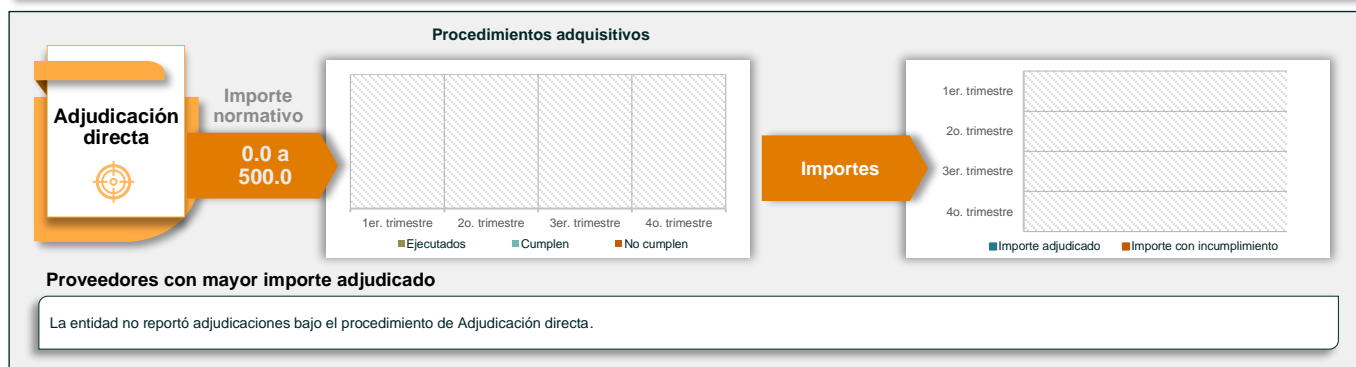 Procedimientos adquisitivos
Adjudicación
directa
Importe
normativo
0.0 a
500.0
1er. trimestre
2o. trimestre
3er. trimestre
4o. trimestre
Ejecutados
Cumplen
No cumplen
Importes
1er. trimestre
2o. trimestre
3er. trimestre
4o. trimestre
Importe adjudicado
Importe con incumplimiento
Proveedores con mayor importe adjudicado
La entidad no reportó adjudicaciones bajo el procedimiento de Adjudicación directa.